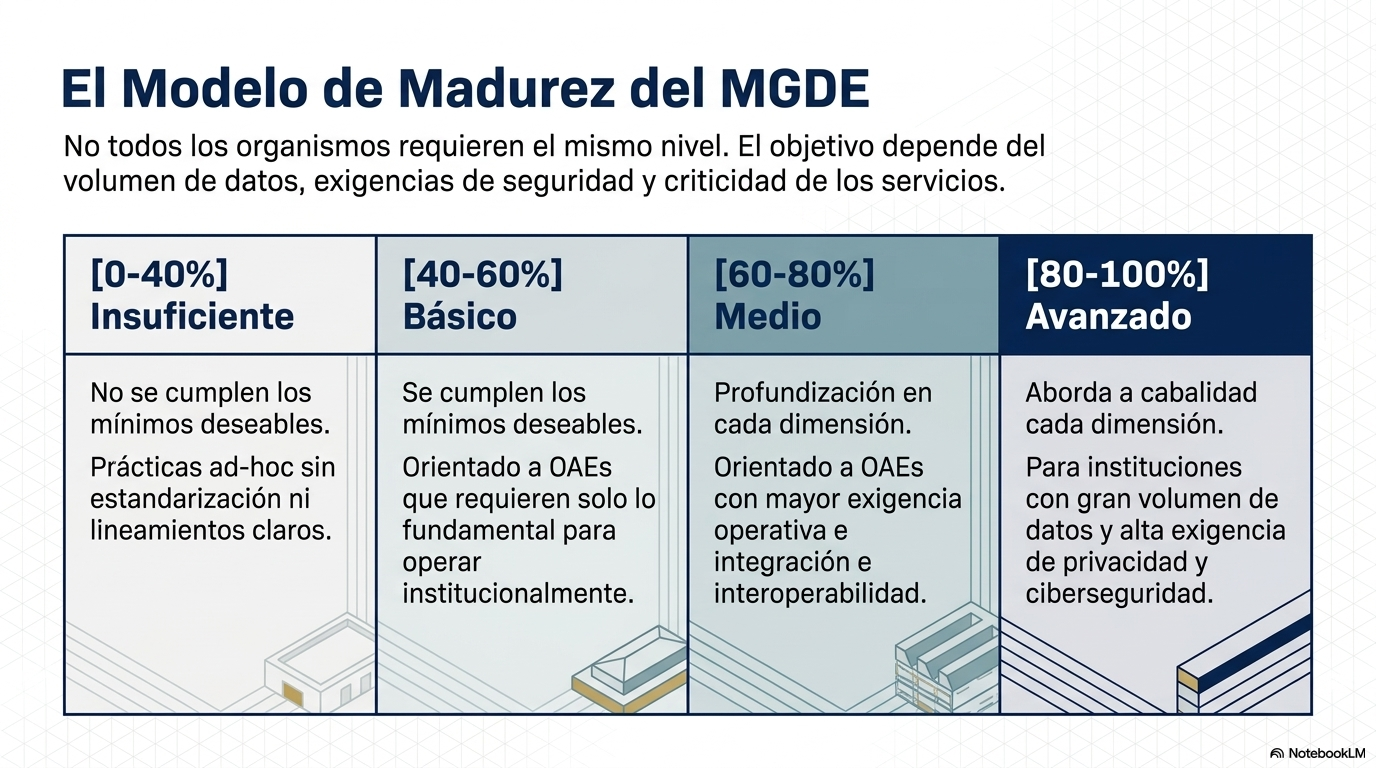 El Modelo de Madurez del MGDE
No todos los organismos requieren el mismo nivel. El objetivo depende del
volumen de datos, exigencias de seguridad y criticidad de los servicios.
[0-40%]
Insuficiente
No se cumplen los
mínimos deseables.
Prácticas ad-hoc sin
estandarización ni
lineamientos claros.
[40-60%]
Básico
Se cumplen los
mínimos deseables.
Orientado a OAEs
que requieren solo lo
fundamental para
operar
institucionalmente.
[60-80%]
Medio
Profundización en
cada dimensión.
Orientado a OAEs
con mayor exigencia
operativa e
integración e
interoperabilidad.
[80-100%]
Avanzado
Aborda a cabalidad
cada dimensión.
Para instituciones
con gran volumen de
datos y alta exigencia
de privacidad y
ciberseguridad.
NotebookLM